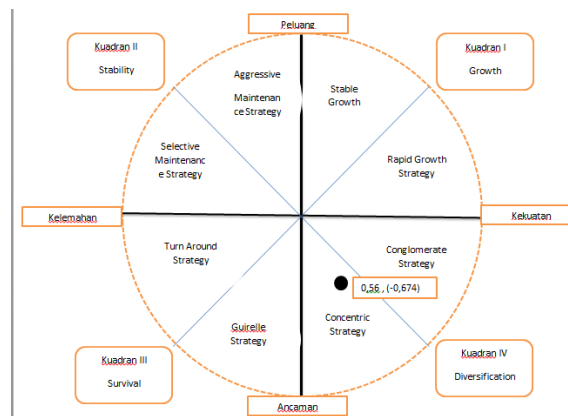 Peluang
Kuadran II
Stability
Kuadran I
Growth
Aggressive
Maintenan
ce Strategy
Stable
Growth
Selective
Maintenanc
e Strategy
Rapid Growth
Strategy
Kelemahan
Kekuatan
Turn Around
Strategy
Conglomerate
Strategy
0,56 , (-0,674)
Guirelle
Strategy
Concentric
Strategy
Kuadran III
Survival
Kuadran IV
Diversification
Ancaman